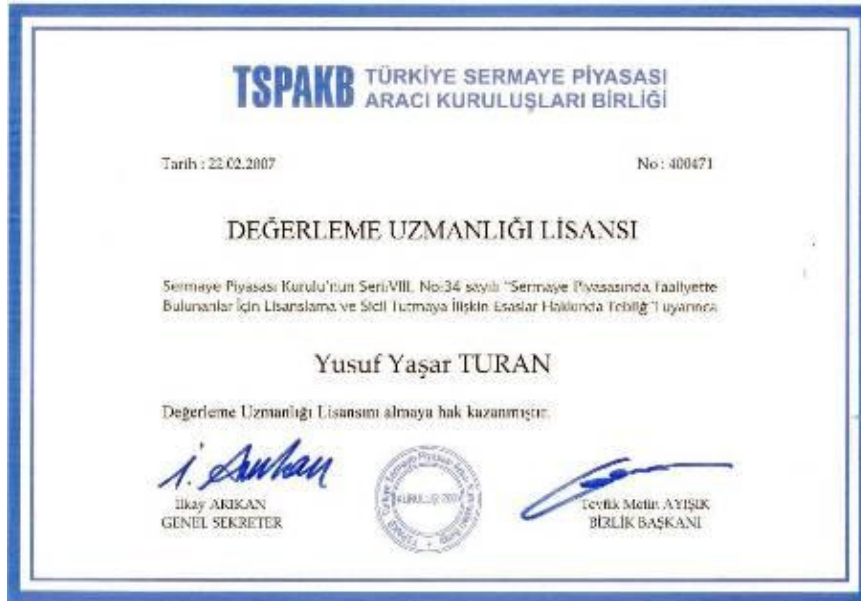 TSPAKB TÜRKİYE SERMAYE PİYASASI
ARACI KURULUŞLARI BİRLİĞİ
Tarih : 22.02.2007 No : 400471
DEĞERLEME UZMANLIĞI LİSANSI
Sermaye Piyasası Kurulu'nun Seri:VIII, No:34 sayılı "Sermaye Piyasasında Faaliyette
Bulunanlar İçin Lisanslama ve Sicil Tutmaya İlişkin Esaslar Hakkında Tebliğ"i uyarınca
Yusuf Yaşar TURAN
Değerleme Uzmanlığı Lisansını almaya hak kazanmıştır.
İlkay ARIKAN
GENEL SEKRETER
KURULUŞ
Tevfik Metin AYIŞIK
BİRLİK BAŞKANI